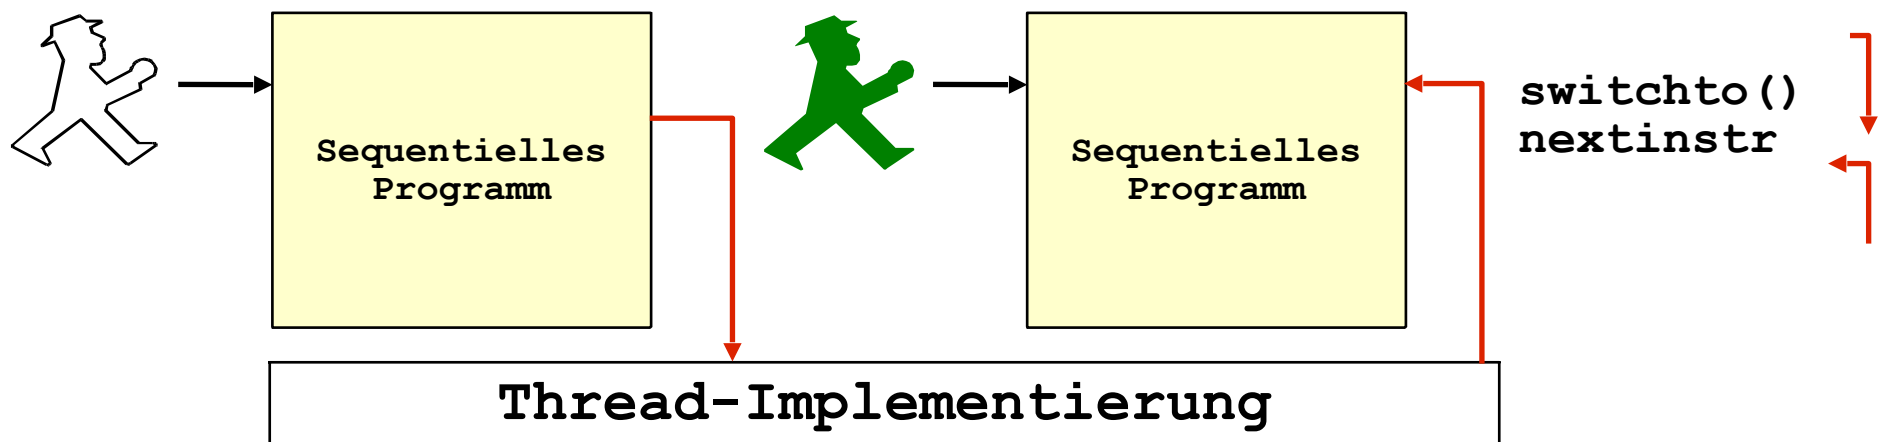 Sequentielles
Programm
Sequentielles
Programm
switchto()
nextinstr
Thread-Implementierung